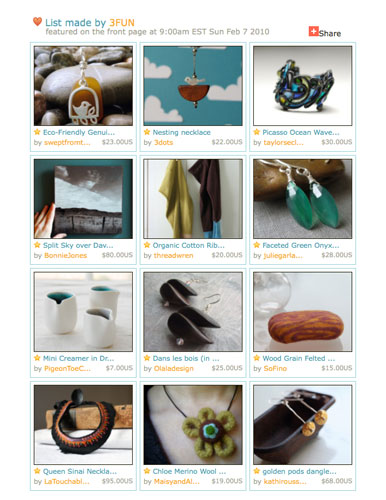 List made by 3FUN
featured on the front page at 9:00am EST Sun Feb 7 2010
Share
Eco-Friendly Genui...
by sweetfromt... $23.00US
Nesting necklace
by 3dots $22.00US
Picasso Ocean Wave...
by taylorsecl... $30.00US
Split Sky over Dav...
by BonnieJones $80.00US
Organic Cotton Rib...
by threadwren $20.00US
Faceted Green Onyx...
by juliegarla... $28.00US
Mini Creamer in Dr...
by PigeonToeC... $7.00US
Dans les bois (in ...
by Olaladesign $25.00US
Wood Grain Felted ...
by SoFino $15.00US
Queen Sinai Neckla...
by LaTouchabl... $95.00US
Chloe Merino Wool ...
by MaisyandAl... $19.00US
golden pods dangle...
by kathirouss... $68.00US